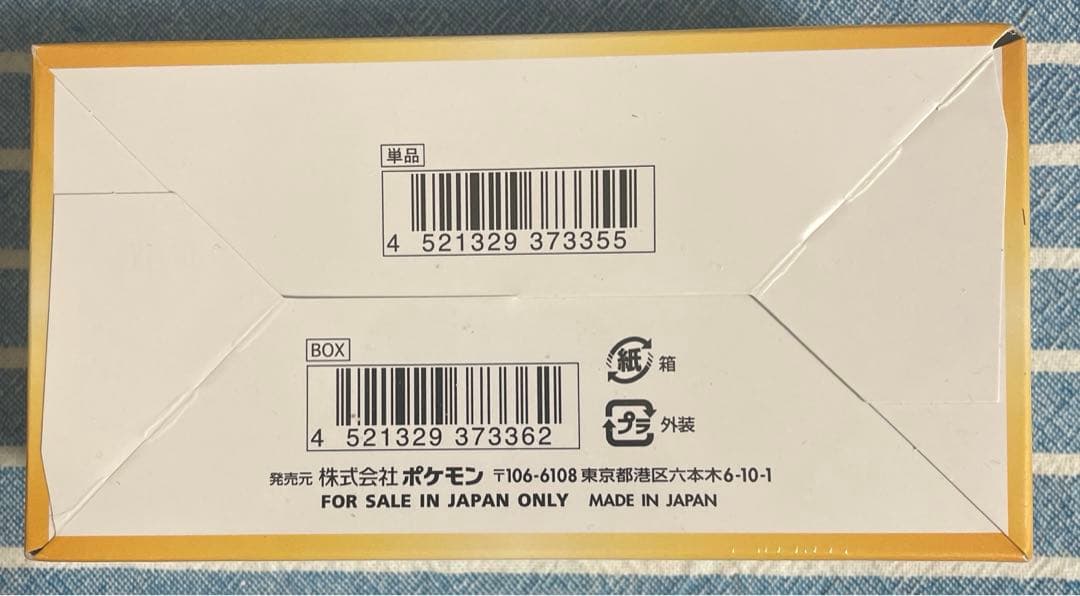 単品
4 521329 373355
BOX
4 521329 373362
紙 箱
プラ 外装
発売元 株式会社 ポケモン 〒106-6108 東京都港区六本木6-10-1
FOR SALE IN JAPAN ONLY MADE IN JAPAN